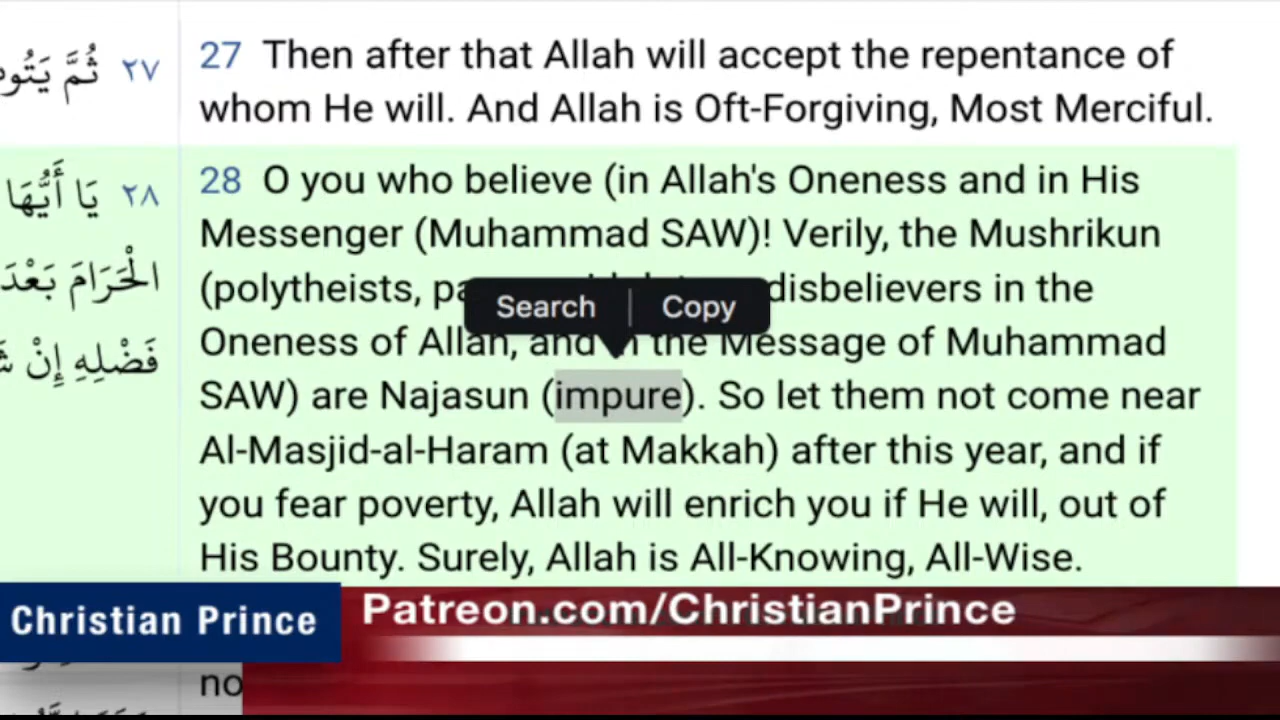 27 Then after that Allah will accept the repentance of
whom He will. And Allah is Oft-Forgiving, Most Merciful.
٢٧ ثُمَّ
28 O you who believe (in Allah's Oneness and in His
Messenger (Muhammad SAW)! Verily, the Mushrikun
(polytheists, disbelievers in the
Search | Copy
Oneness of Allah, and in the Message of Muhammad
SAW) are Najasun (impure). So let them not come near
Al-Masjid-al-Haram (at Makkah) after this year, and if
you fear poverty, Allah will enrich you if He will, out of
His Bounty. Surely, Allah is All-Knowing, All-Wise.
٢٨ يَا أَيُّهَا
الْحَرَامَ بَعْدَ
فَضْلِهِ إِنْ
Christian Prince
Patreon.com/ChristianPrince
no